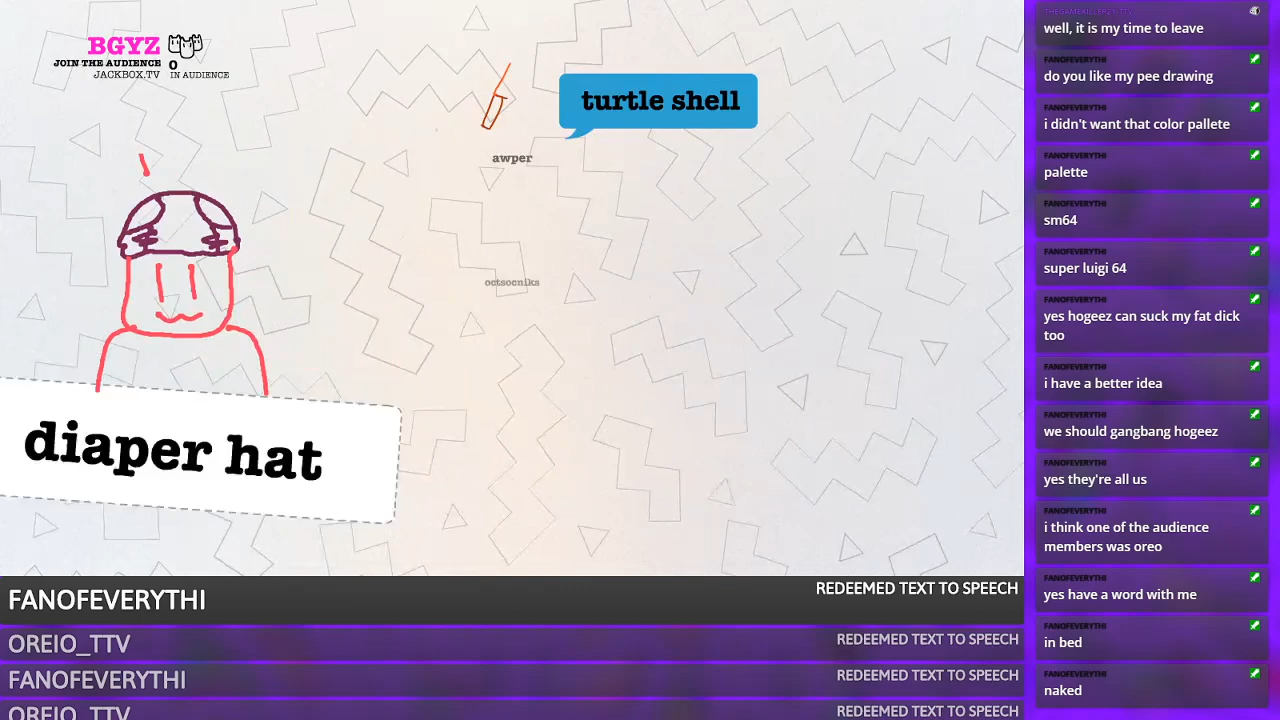 BGYZ
JOIN THE AUDIENCE
JACKBOX.TV
0
IN AUDIENCE
turtle shell
awper
octsocniks
diaper hat
FANOFEVERYTHI
REDEEMED TEXT TO SPEECH
OREIO_TTV
REDEEMED TEXT TO SPEECH
FANOFEVERYTHI
REDEEMED TEXT TO SPEECH
OREIO_TTV
REDEEMED TEXT TO SPEECH
well, it is my time to leave
FANOFEVERYTHI
do you like my pee drawing
FANOFEVERYTHI
i didn't want that color pallete
FANOFEVERYTHI
palette
FANOFEVERYTHI
sm64
FANOFEVERYTHI
super luigi 64
FANOFEVERYTHI
yes hogeez can suck my fat dick
too
FANOFEVERYTHI
i have a better idea
FANOFEVERYTHI
we should gangbang hogeez
FANOFEVERYTHI
yes they're all us
FANOFEVERYTHI
i think one of the audience
members was oreo
FANOFEVERYTHI
yes have a word with me
FANOFEVERYTHI
in bed
FANOFEVERYTHI
naked